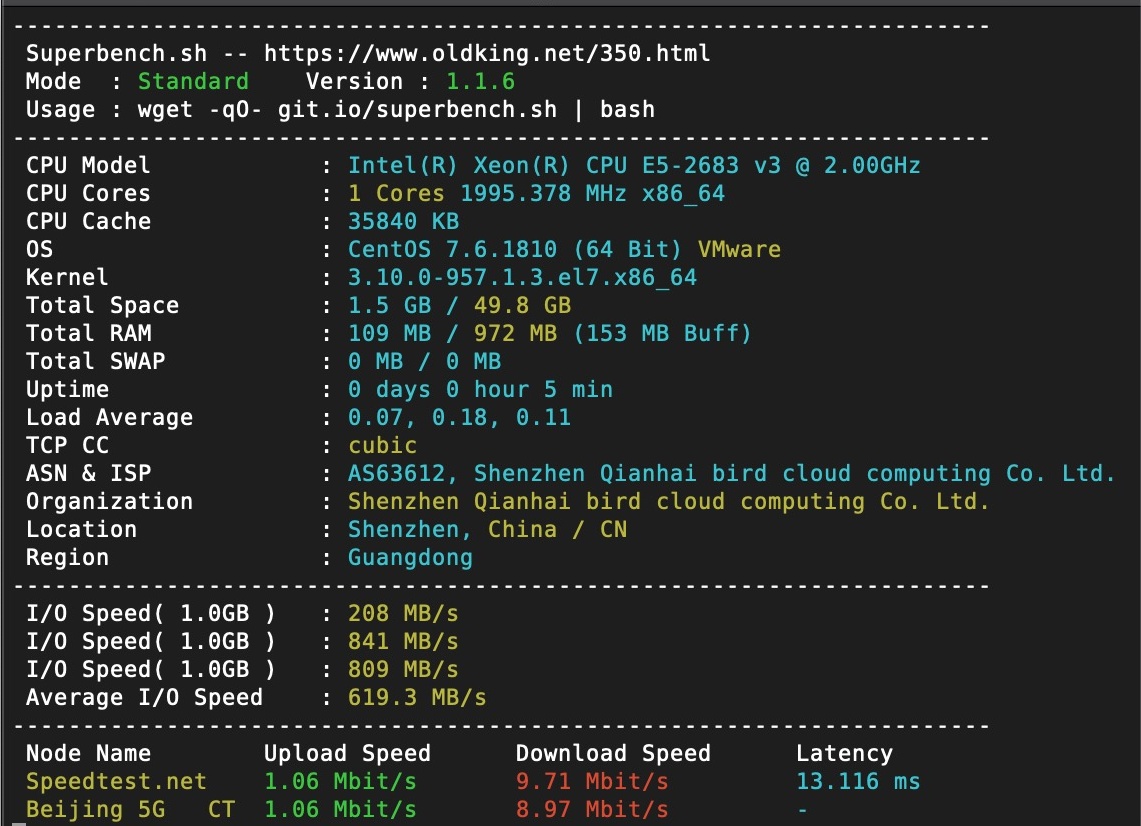 ----------------------------------------------------------------------
Superbench.sh -- https://www.oldking.net/350.html
Mode  : Standard    Version : 1.1.6
Usage : wget -qO- git.io/superbench.sh | bash
----------------------------------------------------------------------
CPU Model            : Intel(R) Xeon(R) CPU E5-2683 v3 @ 2.00GHz
CPU Cores            : 1 Cores 1995.378 MHz x86_64
CPU Cache            : 35840 KB
OS                   : CentOS 7.6.1810 (64 Bit) VMware
Kernel               : 3.10.0-957.1.3.el7.x86_64
Total Space          : 1.5 GB / 49.8 GB
Total RAM            : 109 MB / 972 MB (153 MB Buff)
Total SWAP           : 0 MB / 0 MB
Uptime               : 0 days 0 hour 5 min
Load Average         : 0.07, 0.18, 0.11
TCP CC               : cubic
ASN & ISP            : AS63612, Shenzhen Qianhai bird cloud computing Co. Ltd.
Organization         : Shenzhen Qianhai bird cloud computing Co. Ltd.
Location             : Shenzhen, China / CN
Region               : Guangdong
----------------------------------------------------------------------
I/O Speed( 1.0GB )   : 208 MB/s
I/O Speed( 1.0GB )   : 841 MB/s
I/O Speed( 1.0GB )   : 809 MB/s
Average I/O Speed    : 619.3 MB/s
----------------------------------------------------------------------
Node Name        Upload Speed      Download Speed      Latency
Speedtest.net    1.06 Mbit/s       9.71 Mbit/s         13.116 ms
Beijing 5G   CT  1.06 Mbit/s       8.97 Mbit/s         -